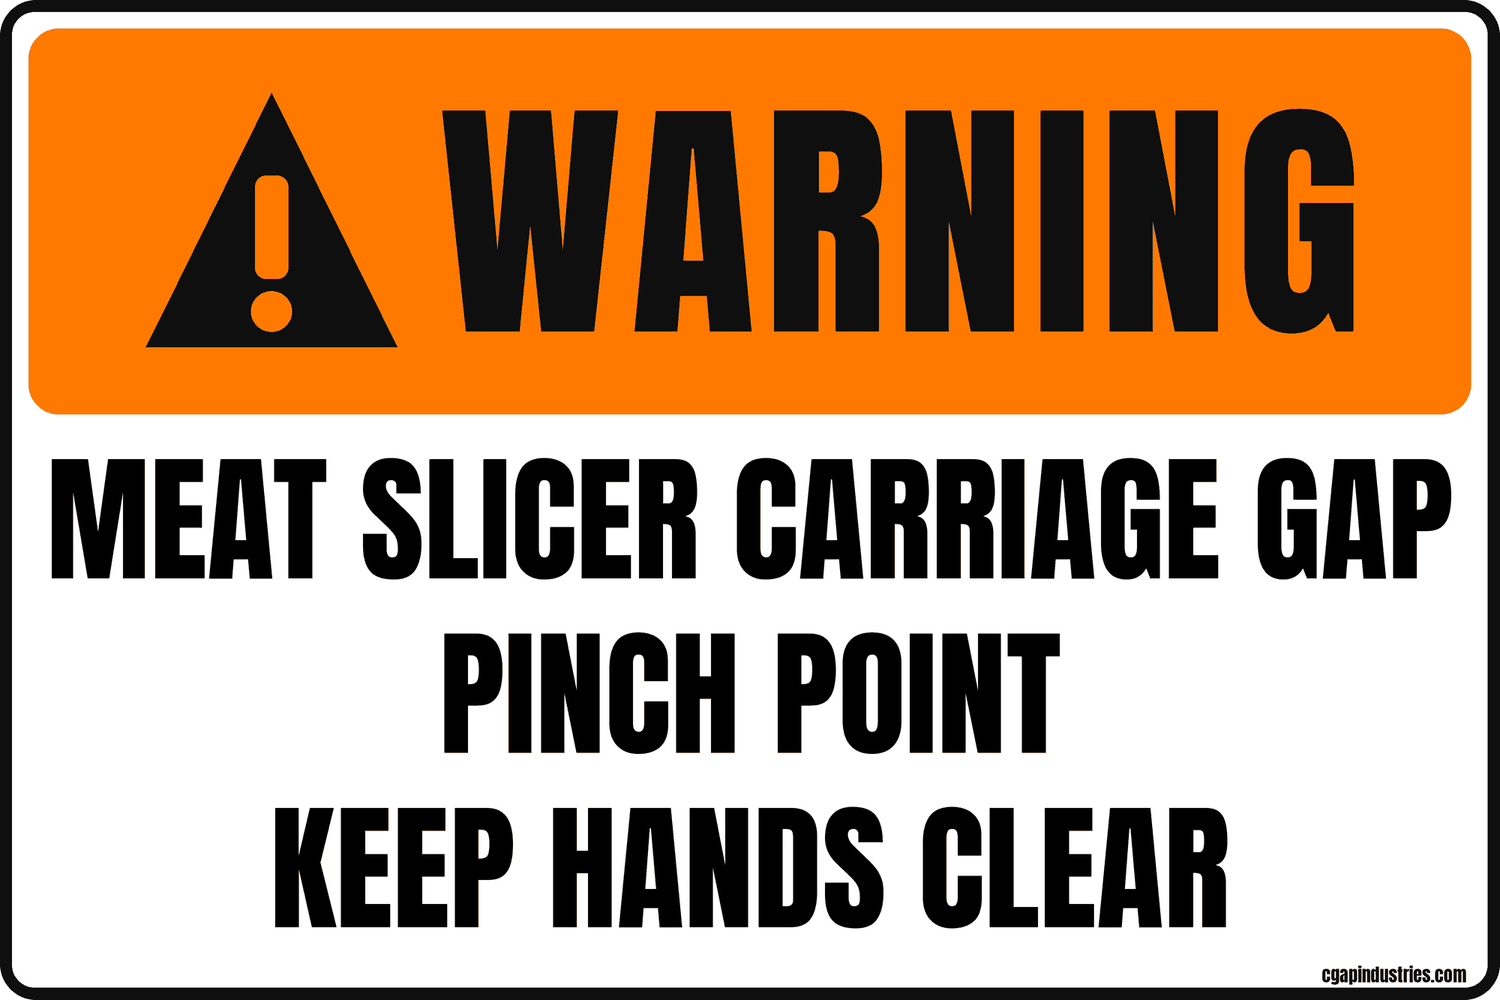 WARNING
MEAT SLICER CARRIAGE GAP
PINCH POINT
KEEP HANDS CLEAR
cgapindustries.com